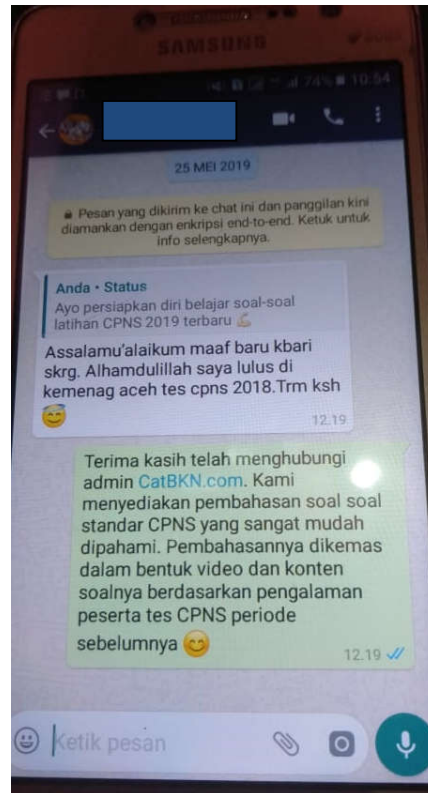 SAMSUNG
74% 10.54
25 MEI 2019
Pesan yang dikirim ke chat ini dan panggilan kini
diamankan dengan enkripsi end-to-end. Ketuk untuk
info selengkapnya.
Anda • Status
Ayo persiapkan diri belajar soal-soal
latihan CPNS 2019 terbaru 💪
Assalamu'alaikum maaf baru kbari
skrg. Alhamdulillah saya lulus di
kemenag aceh tes cpns 2018.Trm ksh
😇
12.19
Terima kasih telah menghubungi
admin CatBKN.com. Kami
menyediakan pembahasan soal soal
standar CPNS yang sangat mudah
dipahami. Pembahasannya dikemas
dalam bentuk video dan konten
soalnya berdasarkan pengalaman
peserta tes CPNS periode
sebelumnya 😊
12.19
Ketik pesan